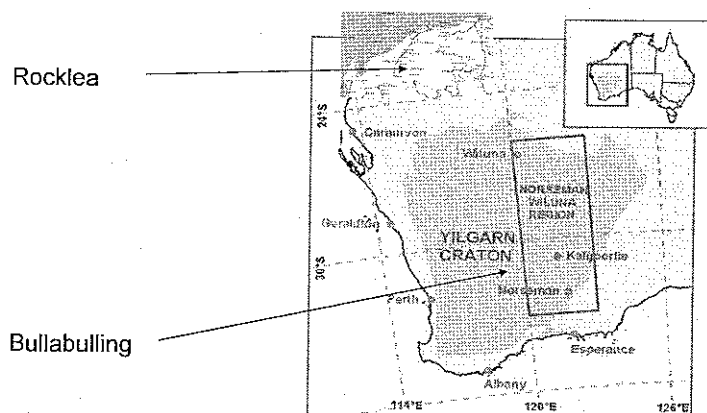 Rocklea
24°S
Carnarvon
Wiluna
NORSEMAN
WILUNA
REGION
Geraldton
YILGARN
CRATON
Kalgoorlie
30°S
Norseman
Perth
Bullabulling
Esperance
Albany
114°E
120°E
126°E